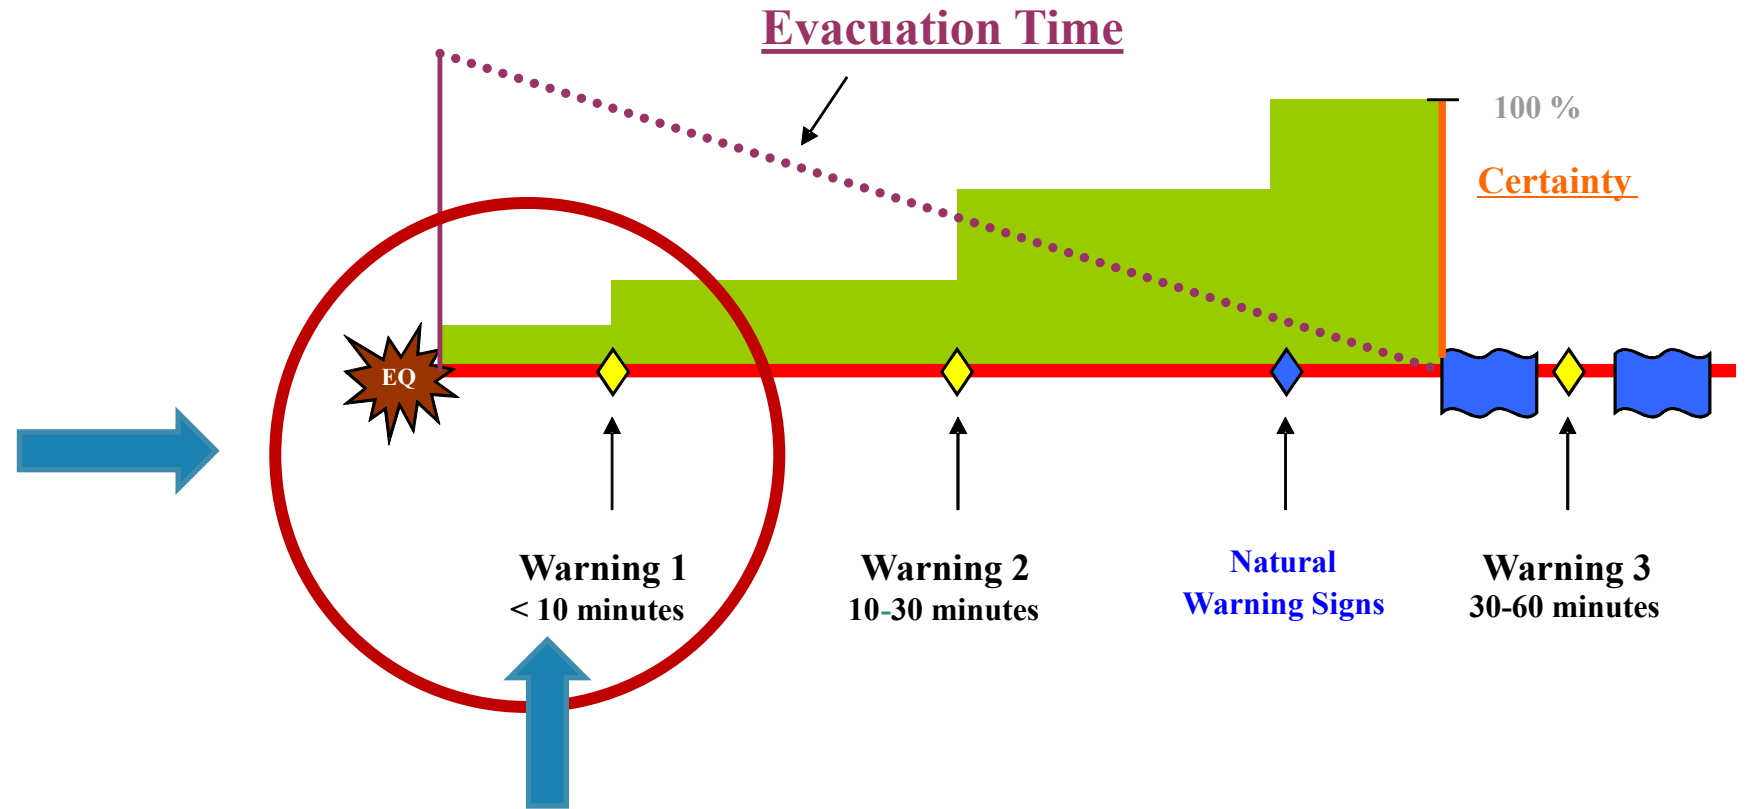 Evacuation Time
100 %
Certainty
EQ
Warning 1
< 10 minutes
Warning 2
10-30 minutes
Natural
Warning Signs
Warning 3
30-60 minutes